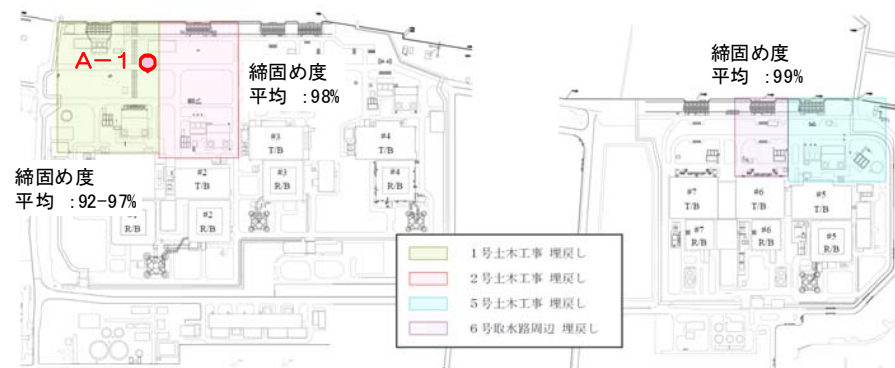 A-1
締固め度
平均 :98%
締固め度
平均 :99%
締固め度
平均 :92-97%
#3
T/B
#4
T/B
#2
T/B
#3
R/B
#4
R/B
R/B
#2
R/B
#7
T/B
#6
T/B
#5
T/B
#7
R/B
#6
R/B
#5
R/B
1号土木工事 埋戻し
2号土木工事 埋戻し
5号土木工事 埋戻し
6号取水路周辺 埋戻し